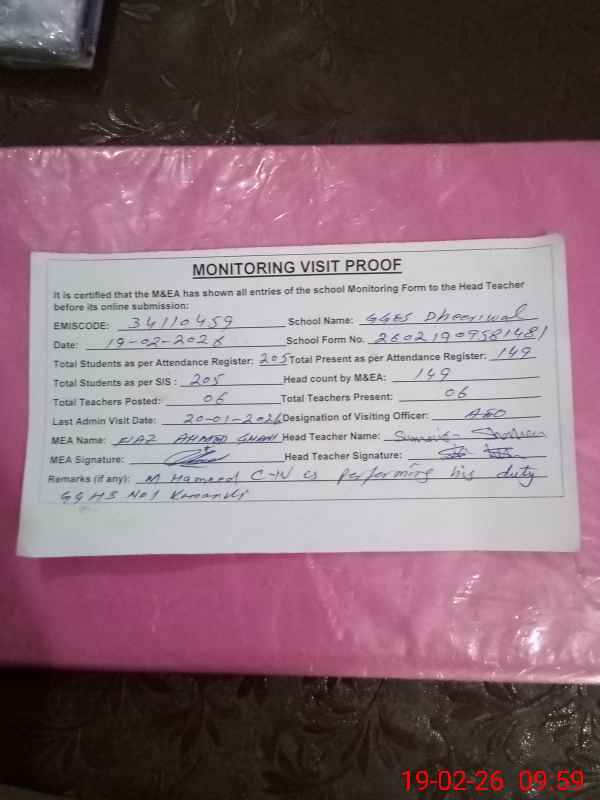 MONITORING VISIT PROOF
It is certified that the M&EA has shown all entries of the school Monitoring Form to the Head Teacher
before its online submission:
EMISCODE: 34110459 School Name: GGES Dheeriwal
Date: 19-02-2026 School Form No. 26021909581481
Total Students as per Attendance Register: 205 Total Present as per Attendance Register: 149
Total Students as per SIS : 205 Head count by M&EA: 149
Total Teachers Posted: 06 Total Teachers Present: 06
Last Admin Visit Date: 20-01-2026 Designation of Visiting Officer: AEO
MEA Name: NIAZ AHMED GHANI Head Teacher Name:
MEA Signature: Head Teacher Signature:
Remarks (if any): M Hameed C-IV is performing his duty
GGHS No1
19-02-26 09:59